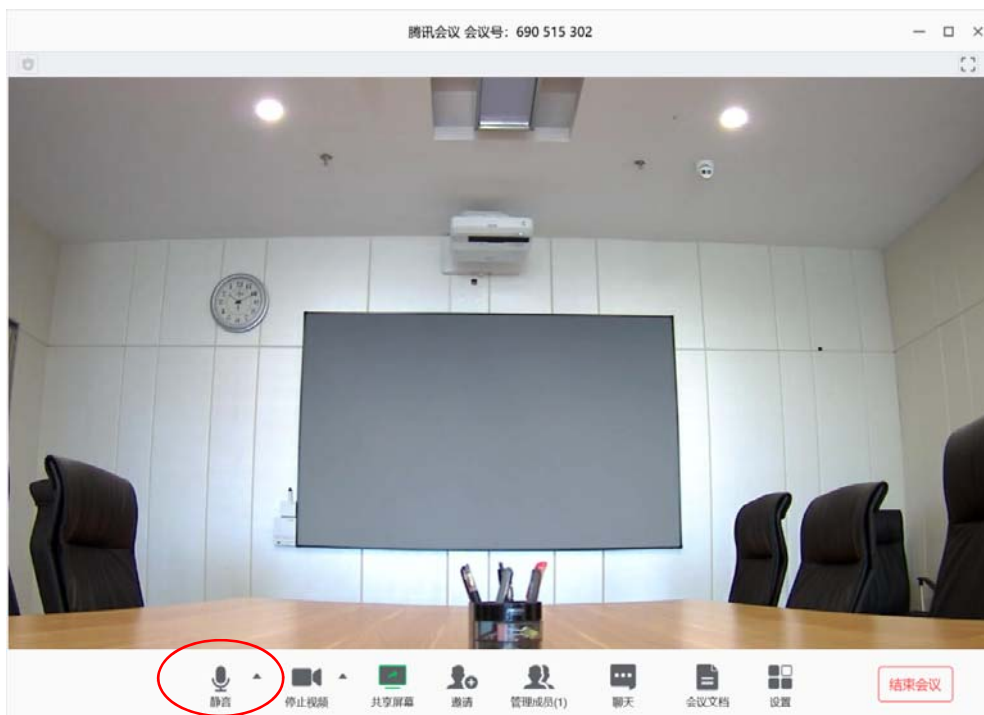 腾讯会议 会议号：690 515 302
静音
停止视频
共享屏幕
邀请
管理成员(1)
聊天
会议文档
设置
结束会议